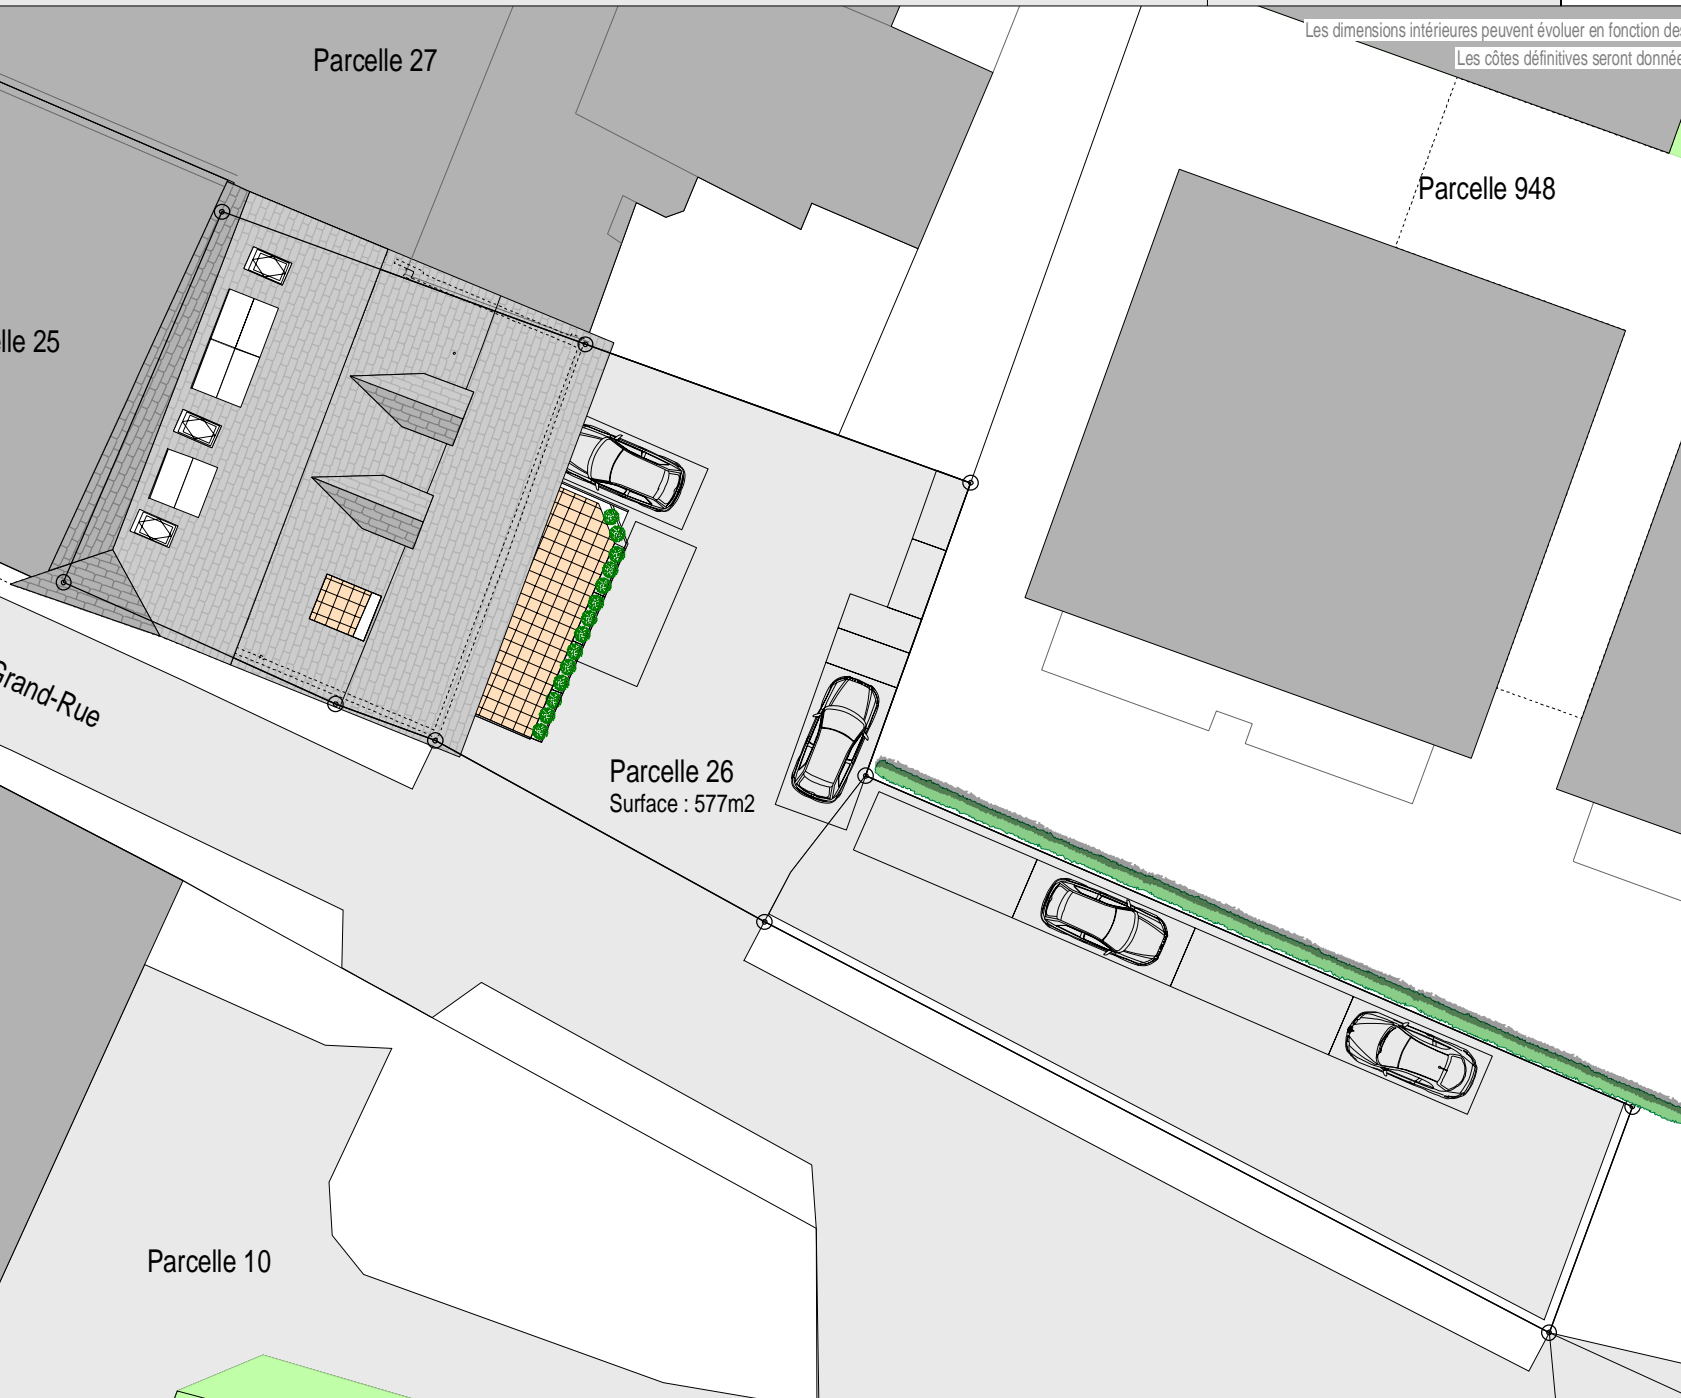 Les dimensions intérieures peuvent évoluer en fonction de
Les côtes définitives seront donnée
Parcelle 27
Parcelle 948
lle 25
Grand-Rue
Parcelle 26
Surface : 577m2
Parcelle 10